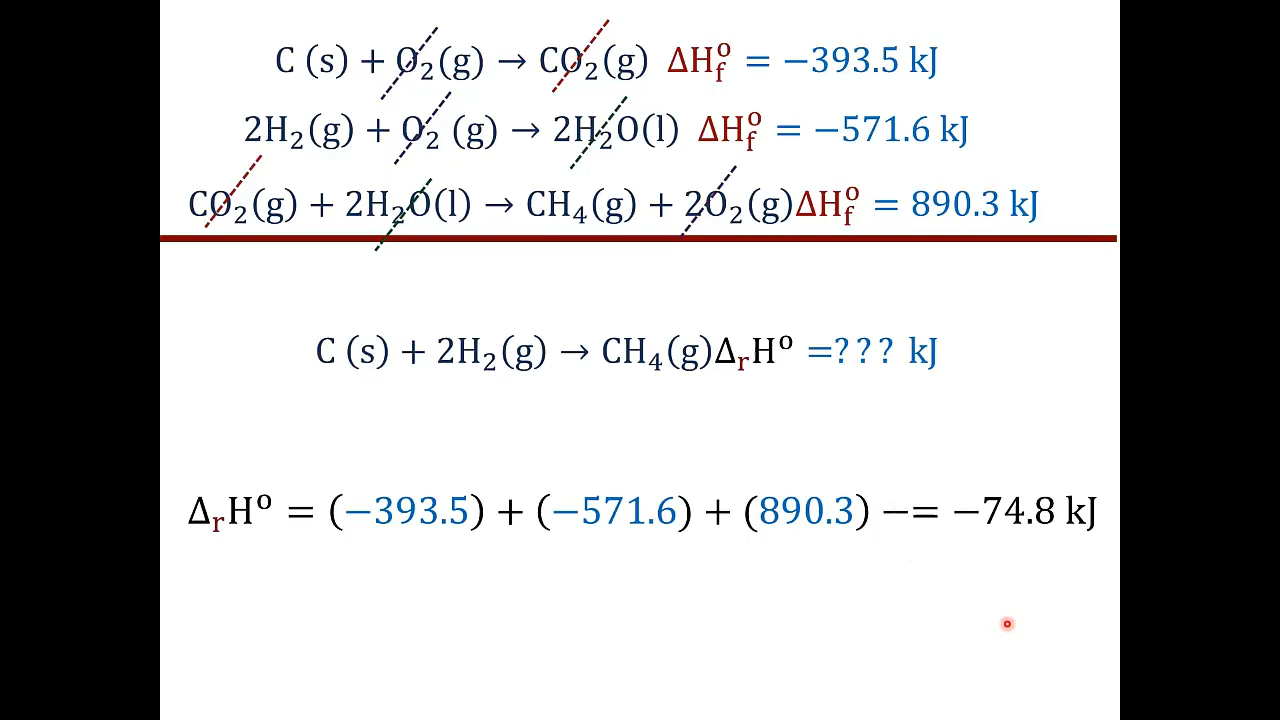 C (s) + O₂(g) → CO₂(g) ΔH°f = −393.5 kJ
2H₂(g) + O₂ (g) → 2H₂O(l) ΔH°f = −571.6 kJ
CO₂(g) + 2H₂O(l) → CH₄(g) + 2O₂(g)ΔH°f = 890.3 kJ
C (s) + 2H₂(g) → CH₄(g)ΔᵣH° =??? kJ
ΔᵣH° = (−393.5) + (−571.6) + (890.3) −= −74.8 kJ